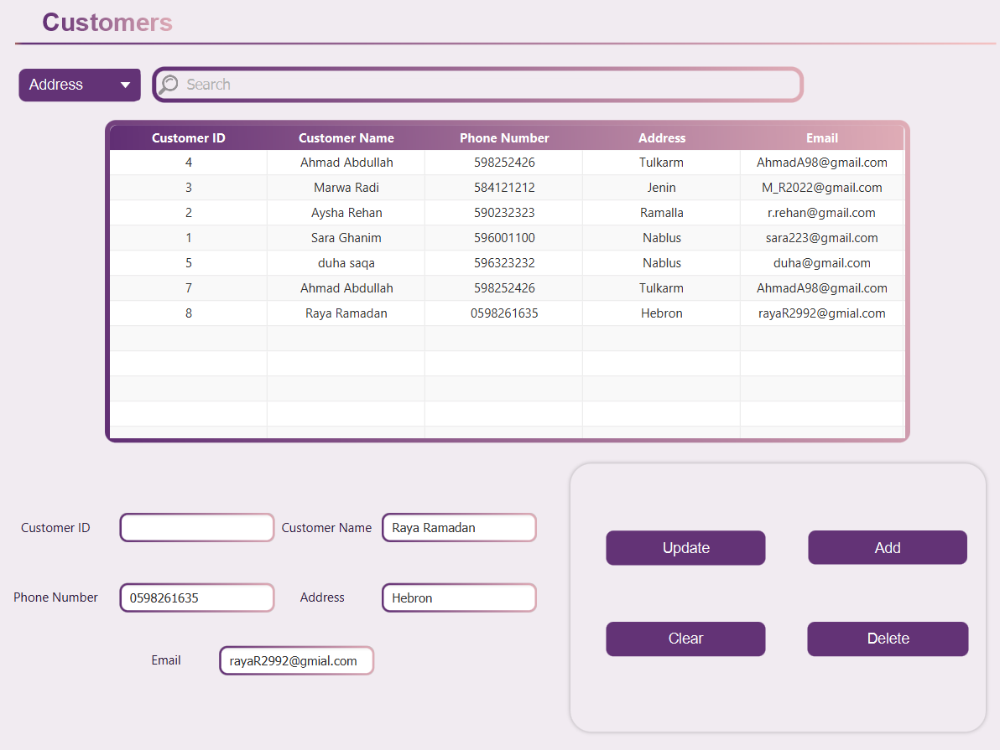 Customers
Address Search
Customer ID Customer Name Phone Number Address Email
4 Ahmad Abdullah 598252426 Tulkarm AhmadA98@gmail.com
3 Marwa Radi 584121212 Jenin M_R2022@gmail.com
2 Aysha Rehan 590232323 Ramalla r.rehan@gmail.com
1 Sara Ghanim 596001100 Nablus sara223@gmail.com
5 duha saqa 596323232 Nablus duha@gmail.com
7 Ahmad Abdullah 598252426 Tulkarm AhmadA98@gmail.com
8 Raya Ramadan 0598261635 Hebron rayaR2992@gmial.com
Customer ID Customer Name Raya Ramadan
Update Add
Phone Number 0598261635 Address Hebron
Clear Delete
Email rayaR2992@gmial.com